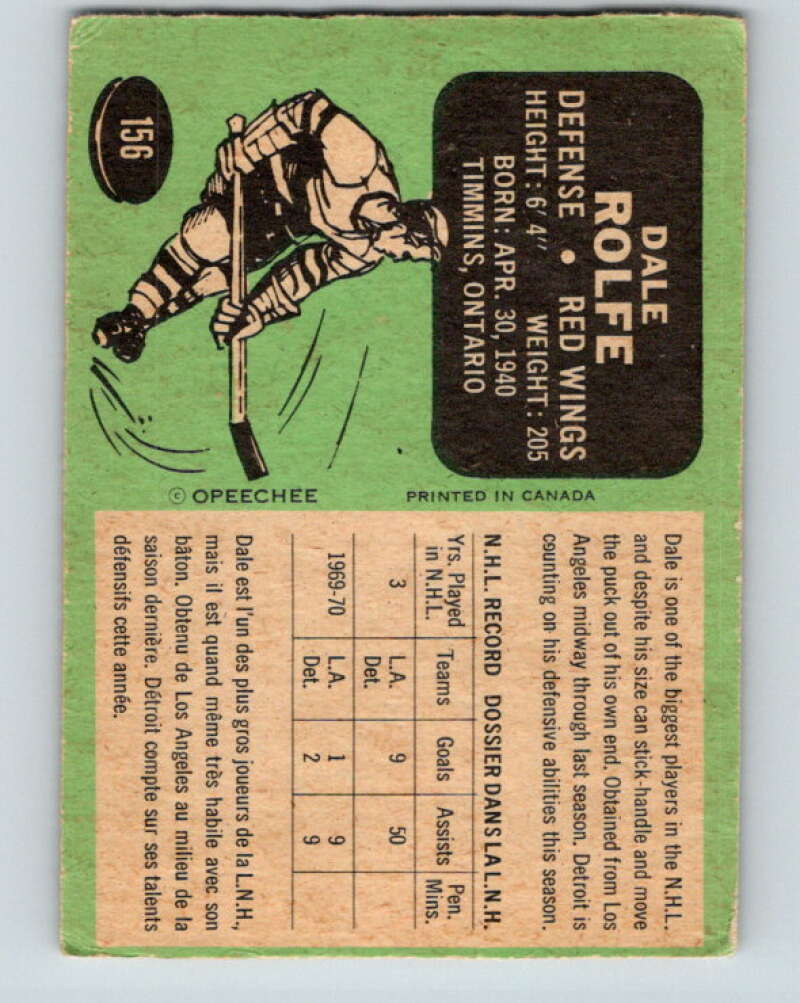 156
DALE
ROLFE
DEFENSE • RED WINGS
HEIGHT: 6' 4" WEIGHT: 205
BORN: APR. 30, 1940
TIMMINS, ONTARIO
© OPEECHEE
PRINTED IN CANADA
Dale is one of the biggest players in the N.H.L.
and despite his size can stick-handle and move
the puck out of his own end. Obtained from Los
Angeles midway through last season. Detroit is
counting on his defensive abilities this season.
N.H.L. RECORD DOSSIER DANS LA L.N.H.
Yrs. Played in N.H.L. Teams Goals Assists Pen. Mins.
3 L.A. 9 50
Det.
1969-70 L.A. 1 9
Det. 2 9
Dale est l'un des plus gros joueurs de la L.N.H.,
mais il est quand même très habile avec son
bâton. Obtenu de Los Angeles au milieu de la
saison dernière. Détroit compte sur ses talents
défensifs cette année.